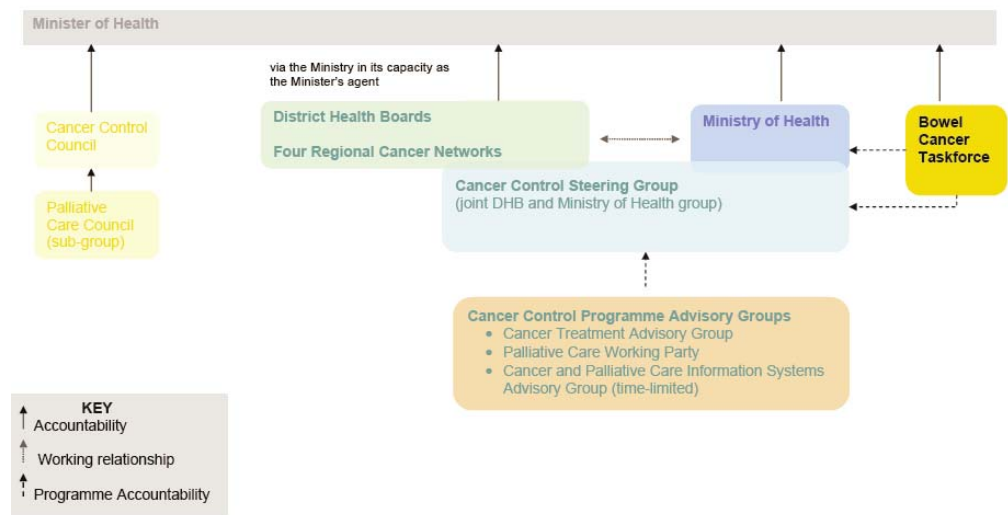 Minister of Health
via the Ministry in its capacity as
the Minister's agent
Cancer Control
Council
Palliative
Care Council
(sub-group)
District Health Boards
Four Regional Cancer Networks
Ministry of Health
Bowel
Cancer
Taskforce
Cancer Control Steering Group
(joint DHB and Ministry of Health group)
Cancer Control Programme Advisory Groups
• Cancer Treatment Advisory Group
• Palliative Care Working Party
• Cancer and Palliative Care Information Systems
Advisory Group (time-limited)
KEY
Accountability
Working relationship
Programme Accountability